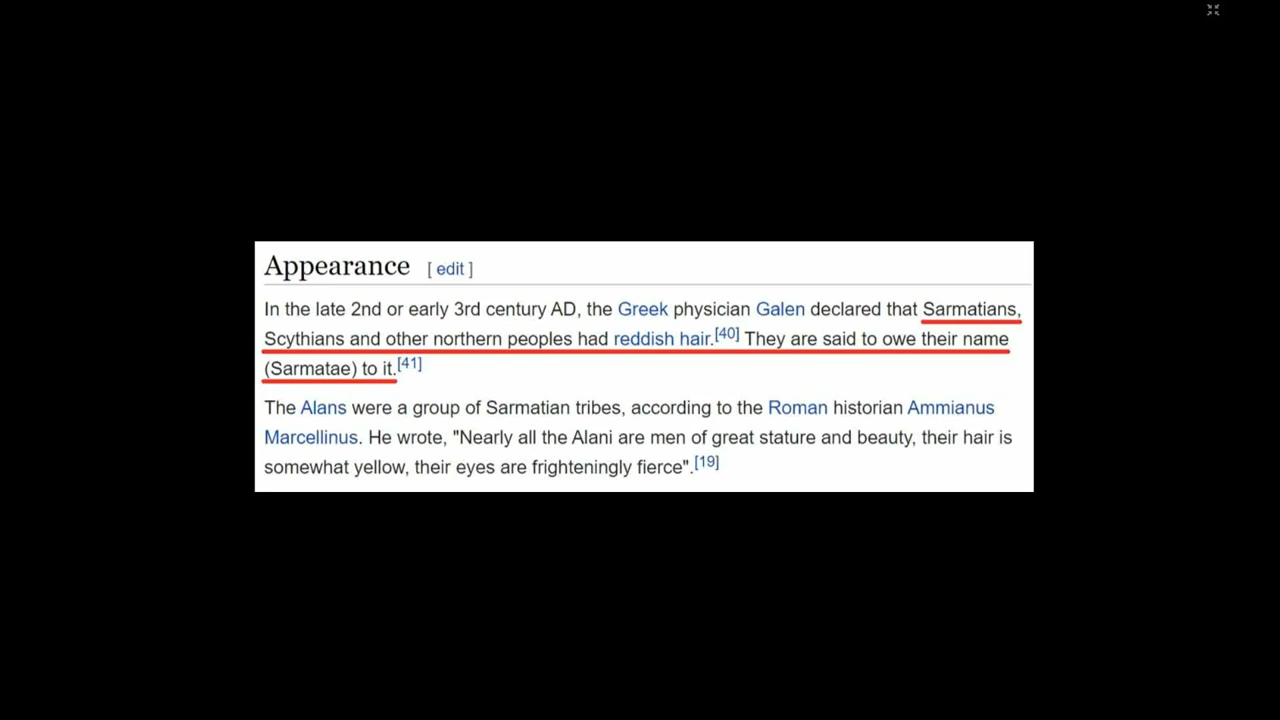 Appearance [ edit ]
In the late 2nd or early 3rd century AD, the Greek physician Galen declared that Sarmatians,
Scythians and other northern peoples had reddish hair.[40] They are said to owe their name
(Sarmatae) to it.[41]
The Alans were a group of Sarmatian tribes, according to the Roman historian Ammianus
Marcellinus. He wrote, "Nearly all the Alani are men of great stature and beauty, their hair is
somewhat yellow, their eyes are frighteningly fierce".[19]